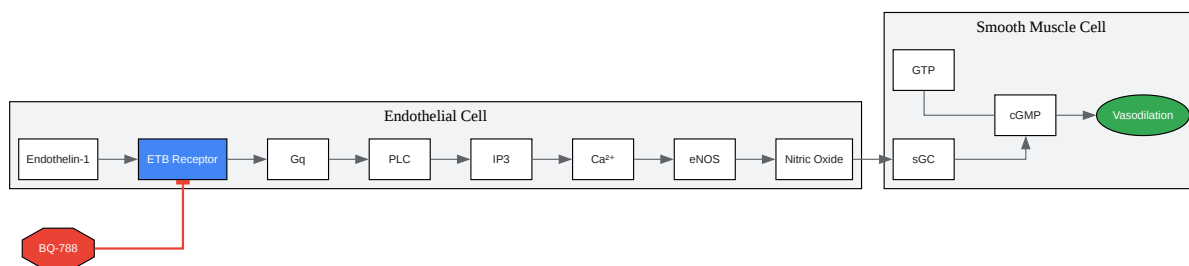 Smooth Muscle Cell
GTP
Endothelial Cell
cGMP
Vasodilation
Endothelin-1
ETB Receptor
Gq
PLC
IP3
Ca²⁺
eNOS
Nitric Oxide
sGC
BQ-788